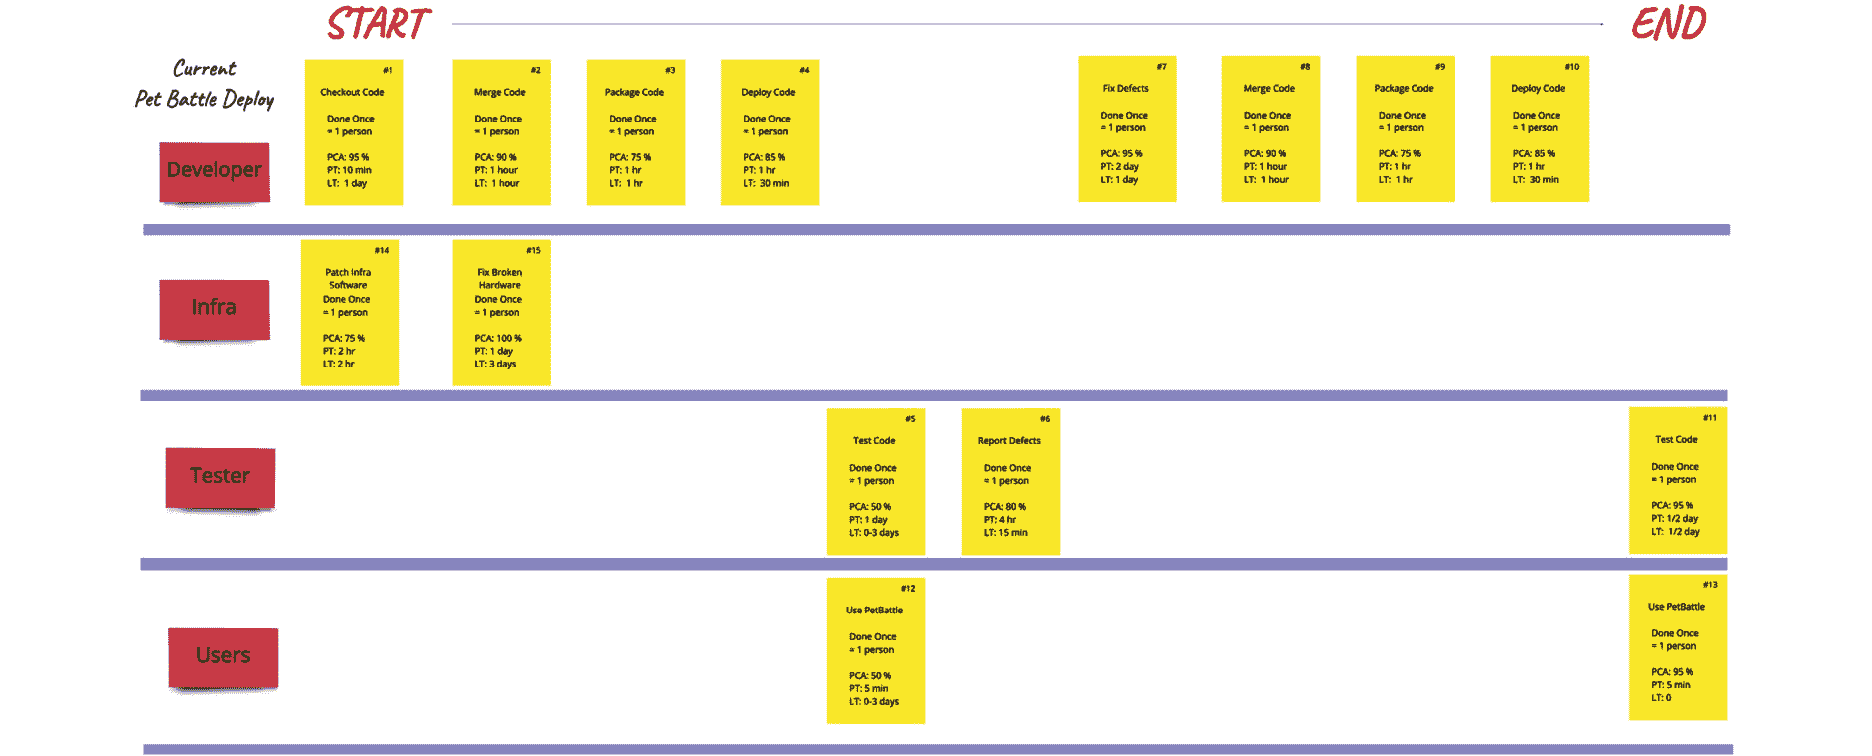 START
END
Current
Pet Battle Deploy
Developer
#1
Checkout Code
Done Once
= 1 person
PCA: 95 %
PT: 10 min
LT: 1 day
#2
Merge Code
Done Once
= 1 person
PCA: 90 %
PT: 1 hour
LT: 1 hour
#3
Package Code
Done Once
= 1 person
PCA: 75 %
PT: 1 hr
LT: 1 hr
#4
Deploy Code
Done Once
= 1 person
PCA: 85 %
PT: 1 hr
LT: 30 min
#7
Fix Defects
Done Once
= 1 person
PCA: 95 %
PT: 2 day
LT: 1 day
#8
Merge Code
Done Once
= 1 person
PCA: 90 %
PT: 1 hour
LT: 1 hour
#9
Package Code
Done Once
= 1 person
PCA: 75 %
PT: 1 hr
LT: 1 hr
#10
Deploy Code
Done Once
= 1 person
PCA: 85 %
PT: 1 hr
LT: 30 min
Infra
#14
Patch Infra
Software
Done Once
= 1 person
PCA: 75 %
PT: 2 hr
LT: 2 hr
#15
Fix Broken
Hardware
Done Once
= 1 person
PCA: 100 %
PT: 1 day
LT: 3 days
Tester
#5
Test Code
Done Once
= 1 person
PCA: 50 %
PT: 1 day
LT: 0-3 days
#6
Report Defects
Done Once
= 1 person
PCA: 80 %
PT: 4 hr
LT: 15 min
#11
Test Code
Done Once
= 1 person
PCA: 95 %
PT: 1/2 day
LT: 1/2 day
Users
#12
Use PetBattle
Done Once
= 1 person
PCA: 50 %
PT: 5 min
LT: 0-3 days
#13
Use PetBattle
Done Once
= 1 person
PCA: 95 %
PT: 5 min
LT: 0